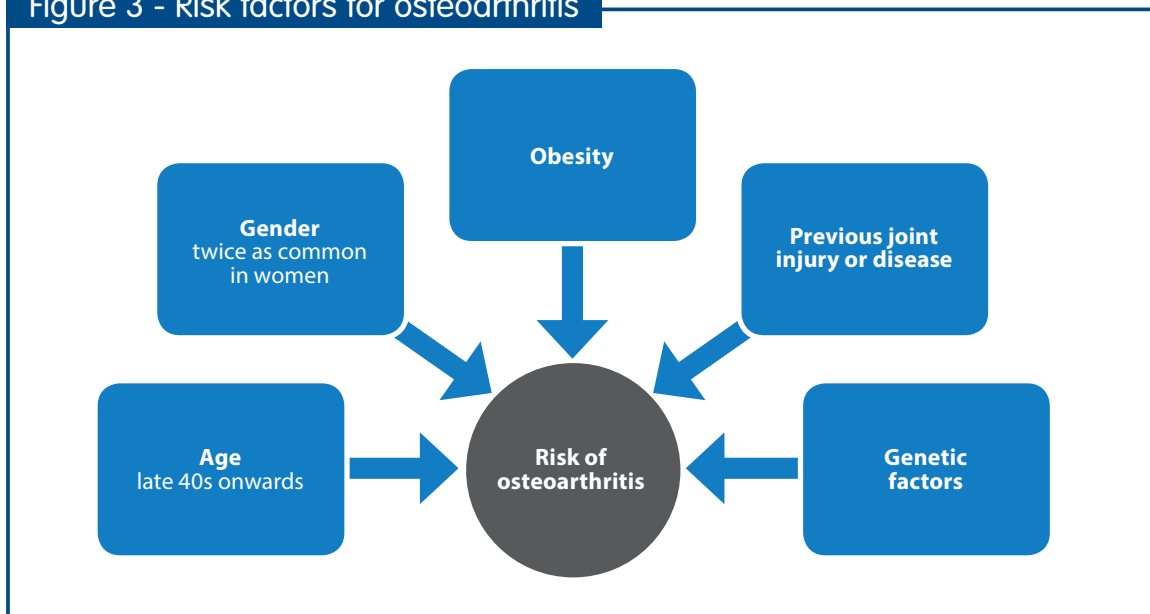 Figure 3 - Risk factors for osteoarthritis
Obesity
Gender
twice as common
in women
Previous joint
injury or disease
Age
late 40s onwards
Risk of
osteoarthritis
Genetic
factors